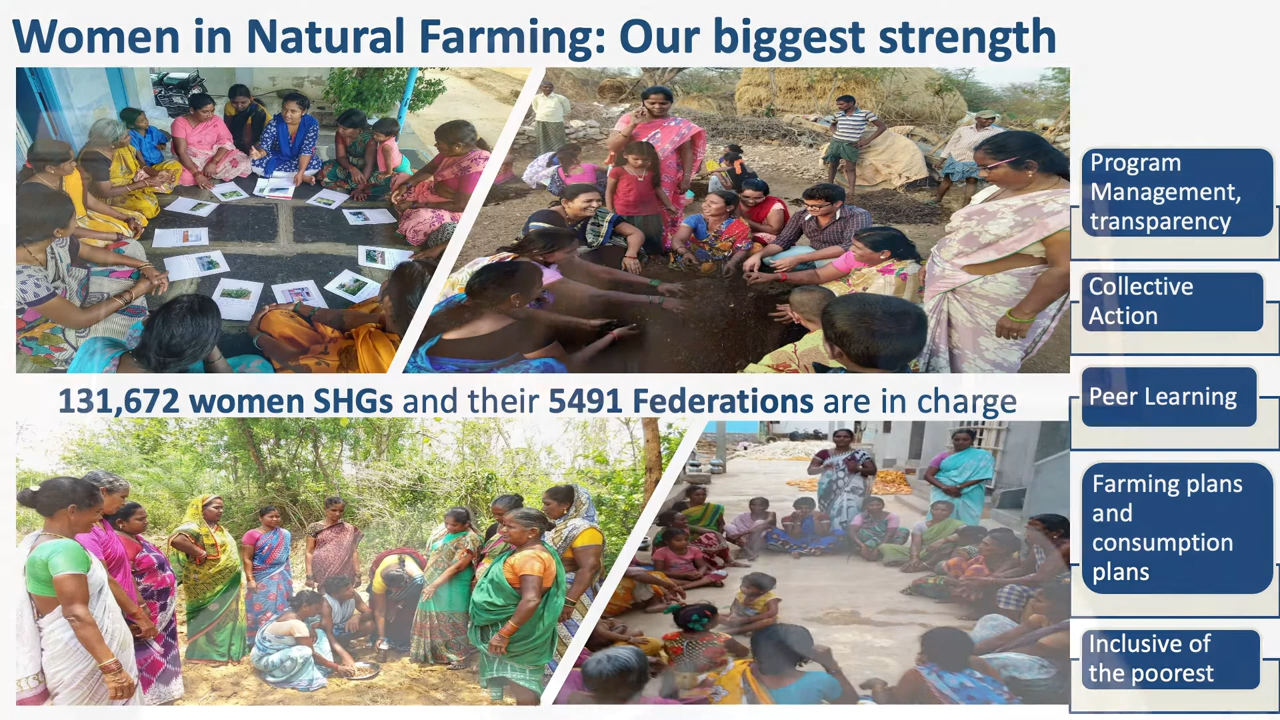 Women in Natural Farming: Our biggest strength
131,672 women SHGs and their 5491 Federations are in charge
Program
Management,
transparency
Collective
Action
Peer Learning
Farming plans
and
consumption
plans
Inclusive of
the poorest